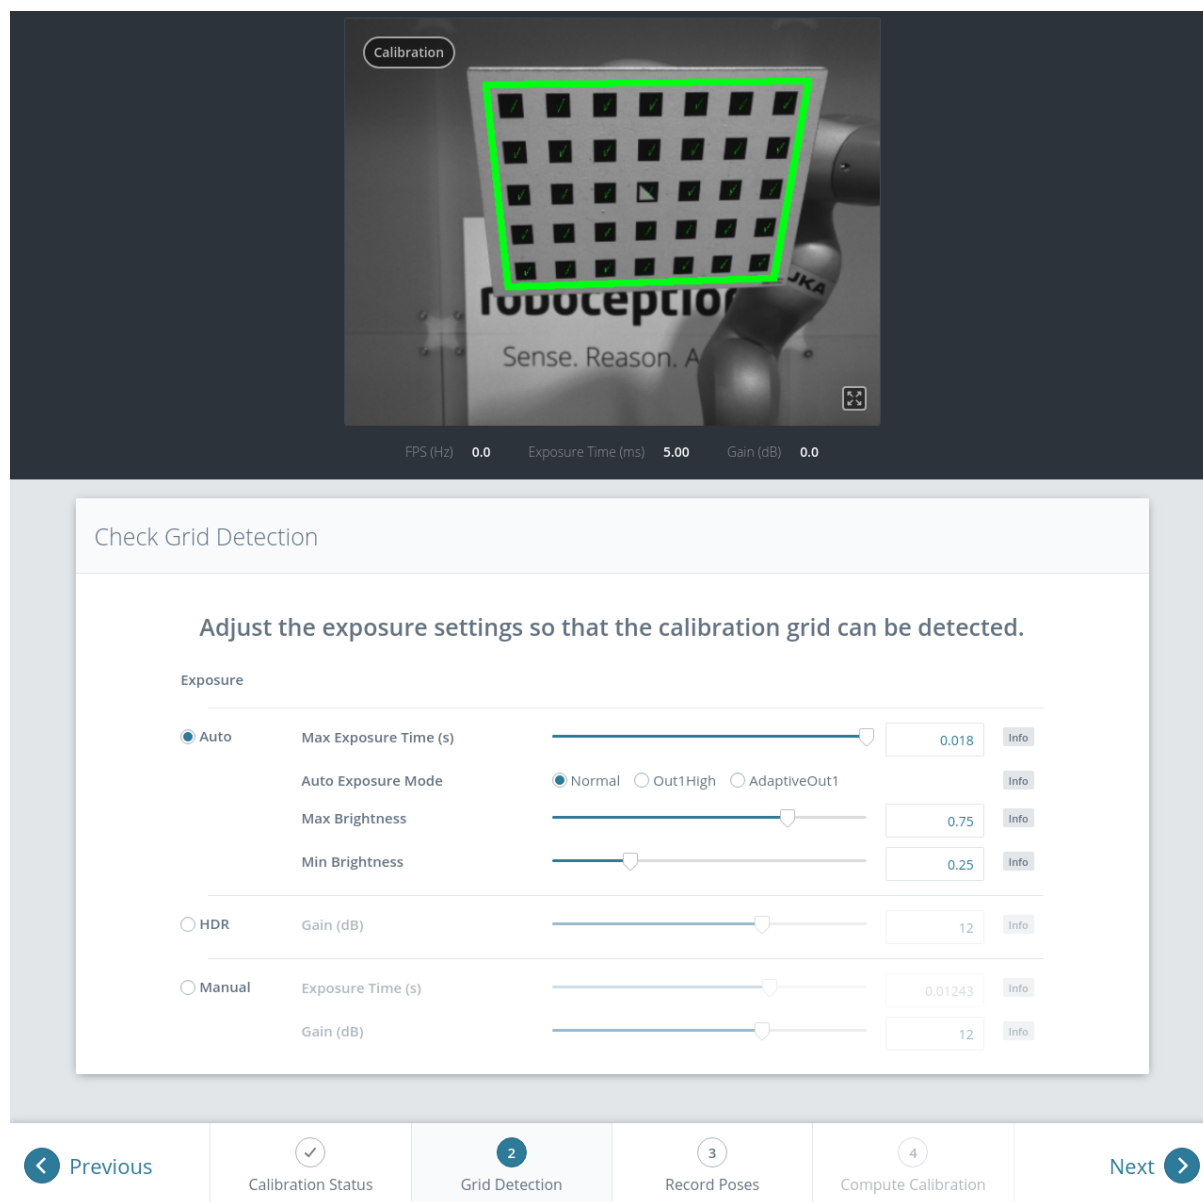 Calibration
roboception
Sense. Reason. A
FPS (Hz) 0.0 Exposure Time (ms) 5.00 Gain (dB) 0.0
Check Grid Detection
Adjust the exposure settings so that the calibration grid can be detected.
Exposure
Auto Max Exposure Time (s) 0.018 Info
Auto Exposure Mode Normal Out1High AdaptiveOut1 Info
Max Brightness 0.75 Info
Min Brightness 0.25 Info
HDR Gain (dB) 12 Info
Manual Exposure Time (s) 0.01243 Info
Gain (dB) 12 Info
Previous
2
3
4
Calibration Status
Grid Detection
Record Poses
Compute Calibration
Next